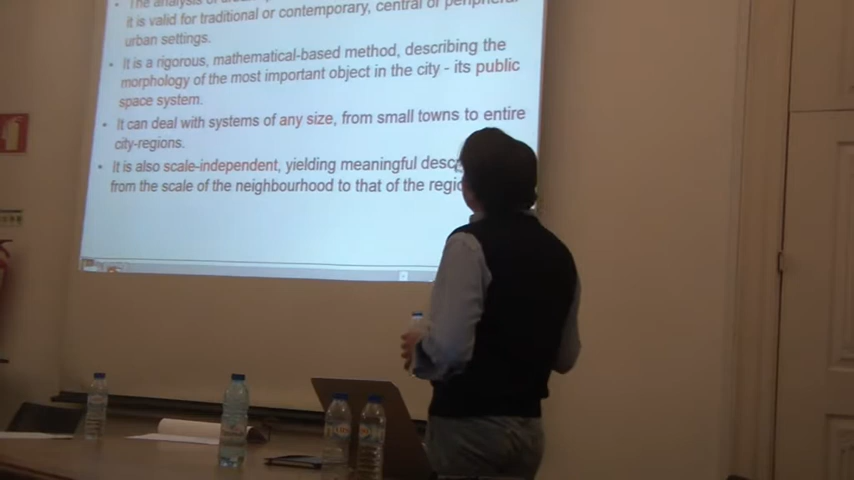 The analysis of
it is valid for traditional or contemporary, central or peripheral
urban settings.
• It is a rigorous, mathematical-based method, describing the
morphology of the most important object in the city - its public
space system.
• It can deal with systems of any size, from small towns to entire
city-regions.
• It is also scale-independent, yielding meaningful
from the scale of the neighbourhood to that of the